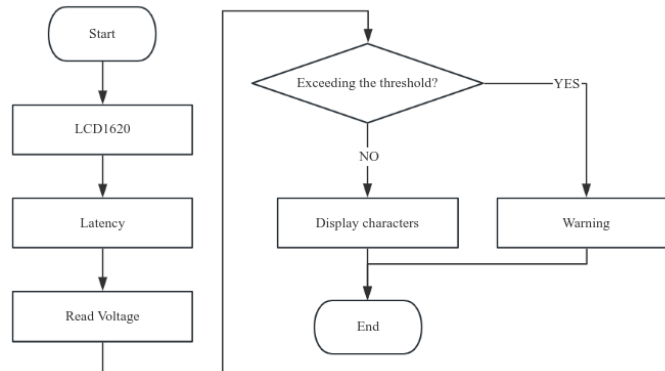 Start
LCD1620
Latency
Read Voltage
Exceeding the threshold?
YES
NO
Display characters
Warning
End